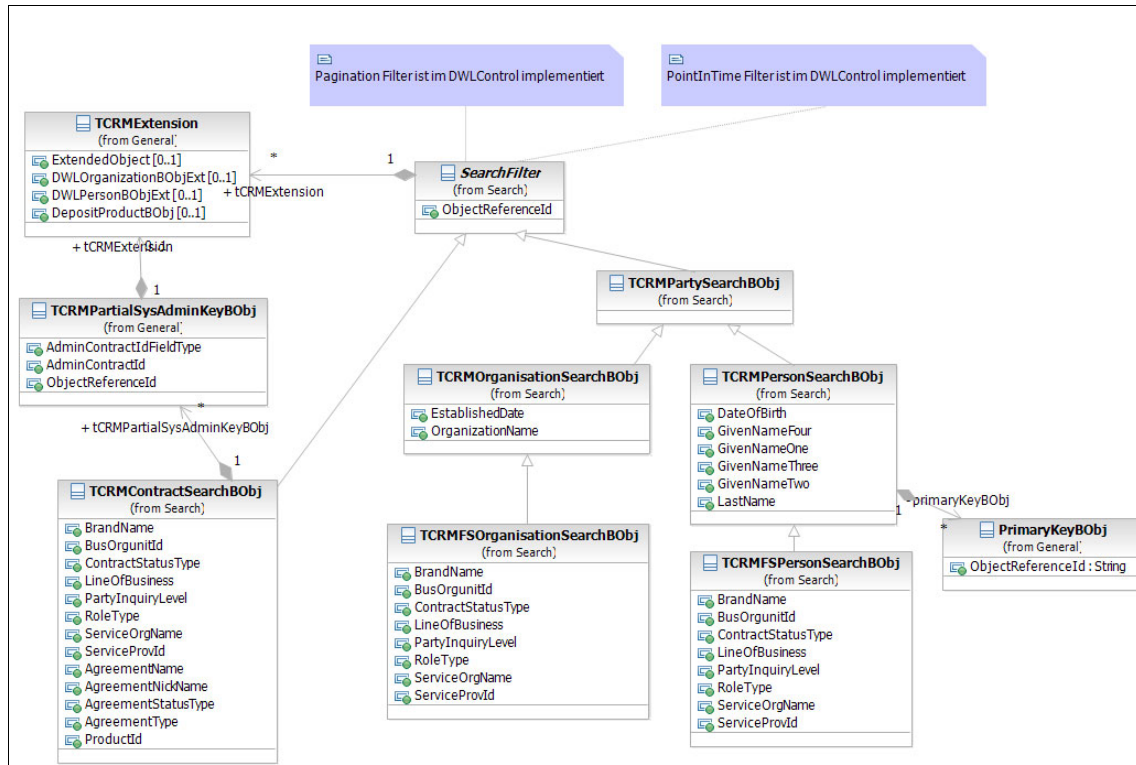 Pagination Filter ist im DWLControl implementiert
PointInTime Filter ist im DWLControl implementiert
TCRMExtension
(from General)
ExtendedObject [0..1]
DWLOrganizationBObjExt [0..1]
DWLPersonBObjExt [0..1]
DepositProductBObj [0..1]
*
1
+ tCRMExtension
SearchFilter
(from Search)
ObjectReferenceId
+ tCRMExtension
0..1
1
TCRMPartySearchBObj
(from Search)
TCRMPartialSysAdminKeyBObj
(from General)
AdminContractIdFieldType
AdminContractId
ObjectReferenceId
*
+ tCRMPartialSysAdminKeyBObj
1
TCRMOrganisationSearchBObj
(from Search)
EstablishedDate
OrganizationName
TCRMPersonSearchBObj
(from Search)
DateOfBirth
GivenNameFour
GivenNameOne
GivenNameThree
GivenNameTwo
LastName
primaryKeyBObj
1
*
PrimaryKeyBObj
(from General)
ObjectReferenceId : String
TCRMContractSearchBObj
(from Search)
BrandName
BusOrgunitId
ContractStatusType
LineOfBusiness
PartyInquiryLevel
RoleType
ServiceOrgName
ServiceProvId
AgreementName
AgreementNickName
AgreementStatusType
AgreementType
ProductId
TCRMFSOrganisationSearchBObj
(from Search)
BrandName
BusOrgunitId
ContractStatusType
LineOfBusiness
PartyInquiryLevel
RoleType
ServiceOrgName
ServiceProvId
TCRMFSPersonSearchBObj
(from Search)
BrandName
BusOrgunitId
ContractStatusType
LineOfBusiness
PartyInquiryLevel
RoleType
ServiceOrgName
ServiceProvId